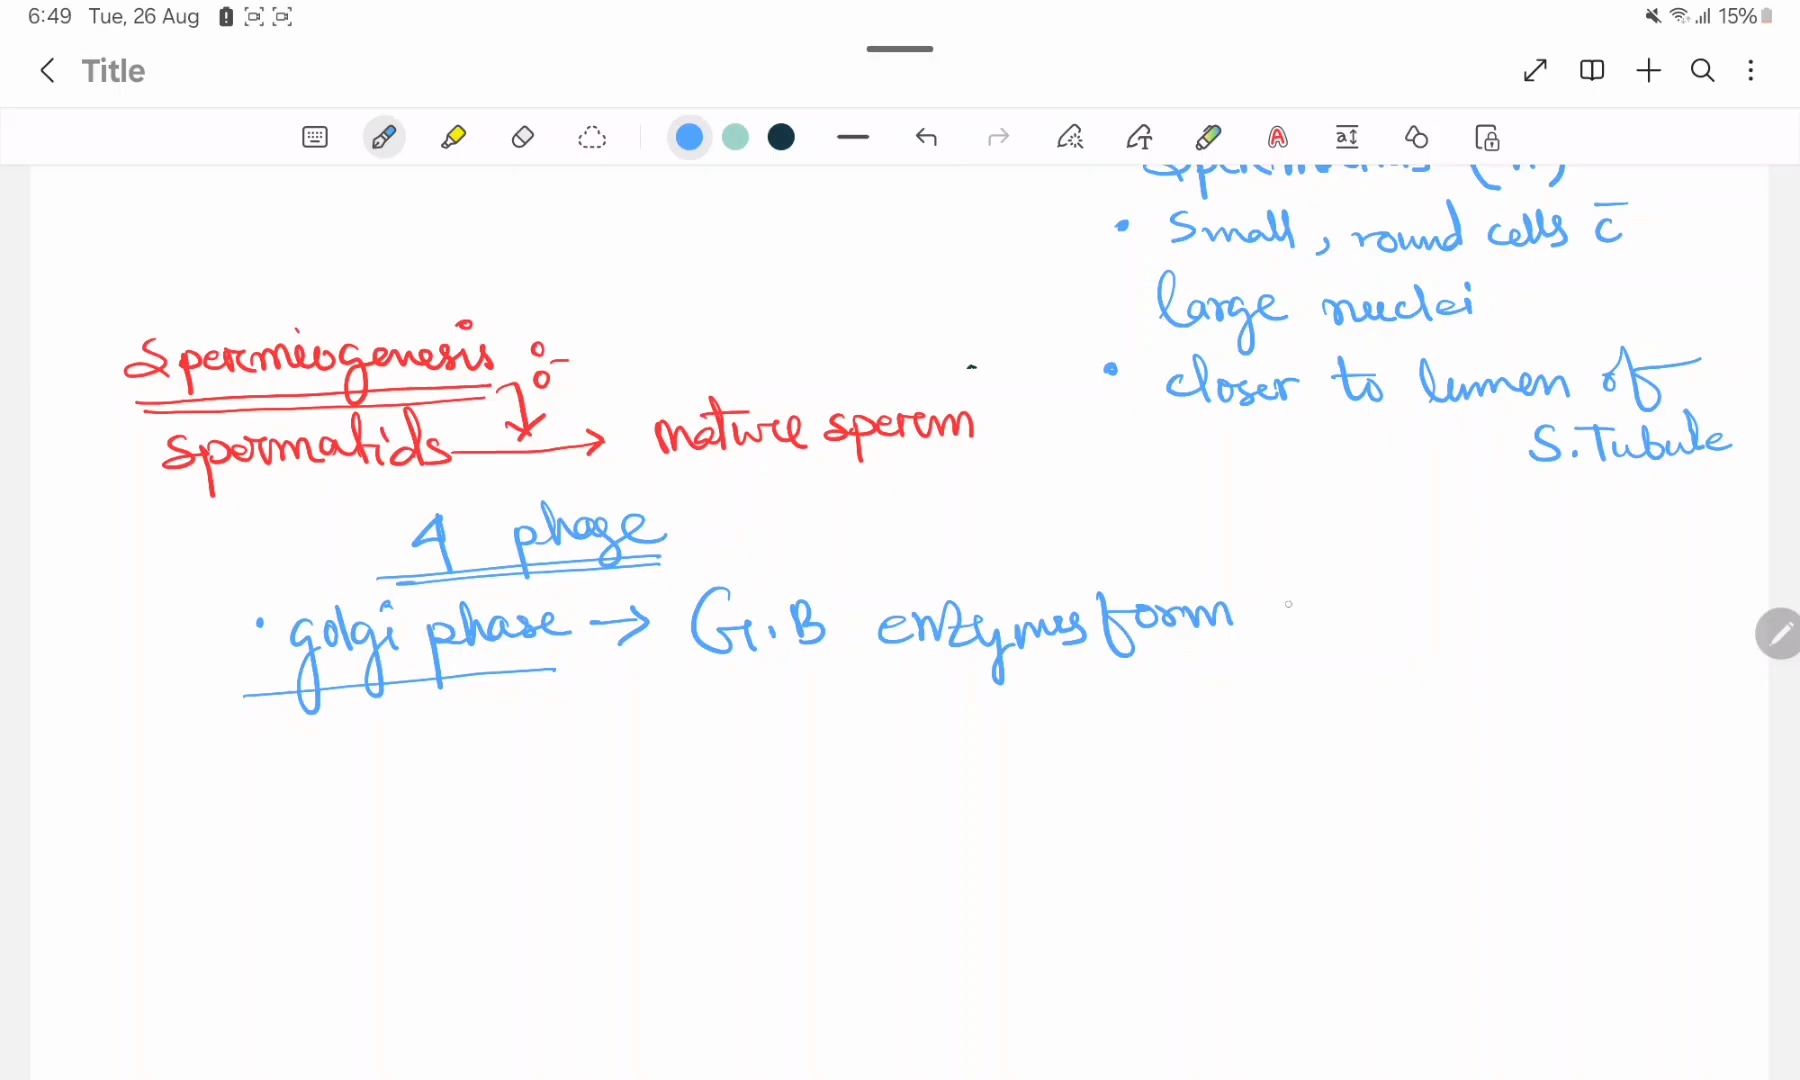 6:49 Tue, 26 Aug
15%
Title
Spermatids (n)
• Small, round cells c̄
large nuclei
• closer to lumen of
S. Tubule
Spermiogenesis :-
spermatids → mature sperm
4 phase
• golgi phase → G.B enzymes form